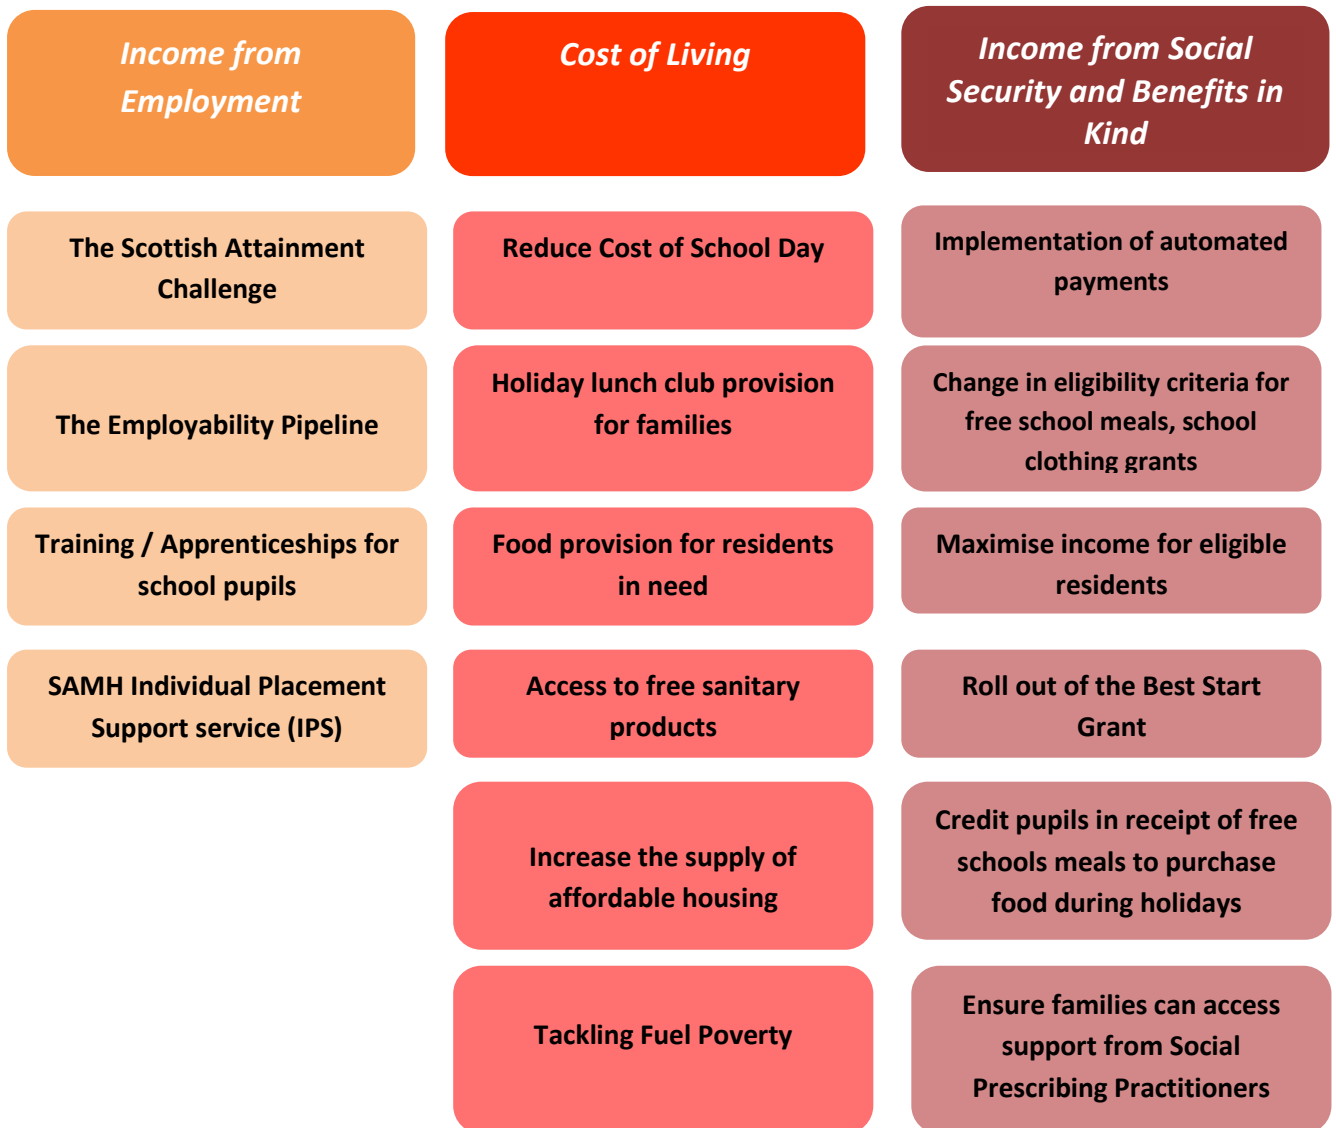 Income from
Employment
Cost of Living
Income from Social
Security and Benefits in
Kind
The Scottish Attainment
Challenge
Reduce Cost of School Day
Implementation of automated
payments
The Employability Pipeline
Holiday lunch club provision
for families
Change in eligibility criteria for
free school meals, school
clothing grants
Training / Apprenticeships for
school pupils
Food provision for residents
in need
Maximise income for eligible
residents
SAMH Individual Placement
Support service (IPS)
Access to free sanitary
products
Roll out of the Best Start
Grant
Increase the supply of
affordable housing
Credit pupils in receipt of free
schools meals to purchase
food during holidays
Tackling Fuel Poverty
Ensure families can access
support from Social
Prescribing Practitioners